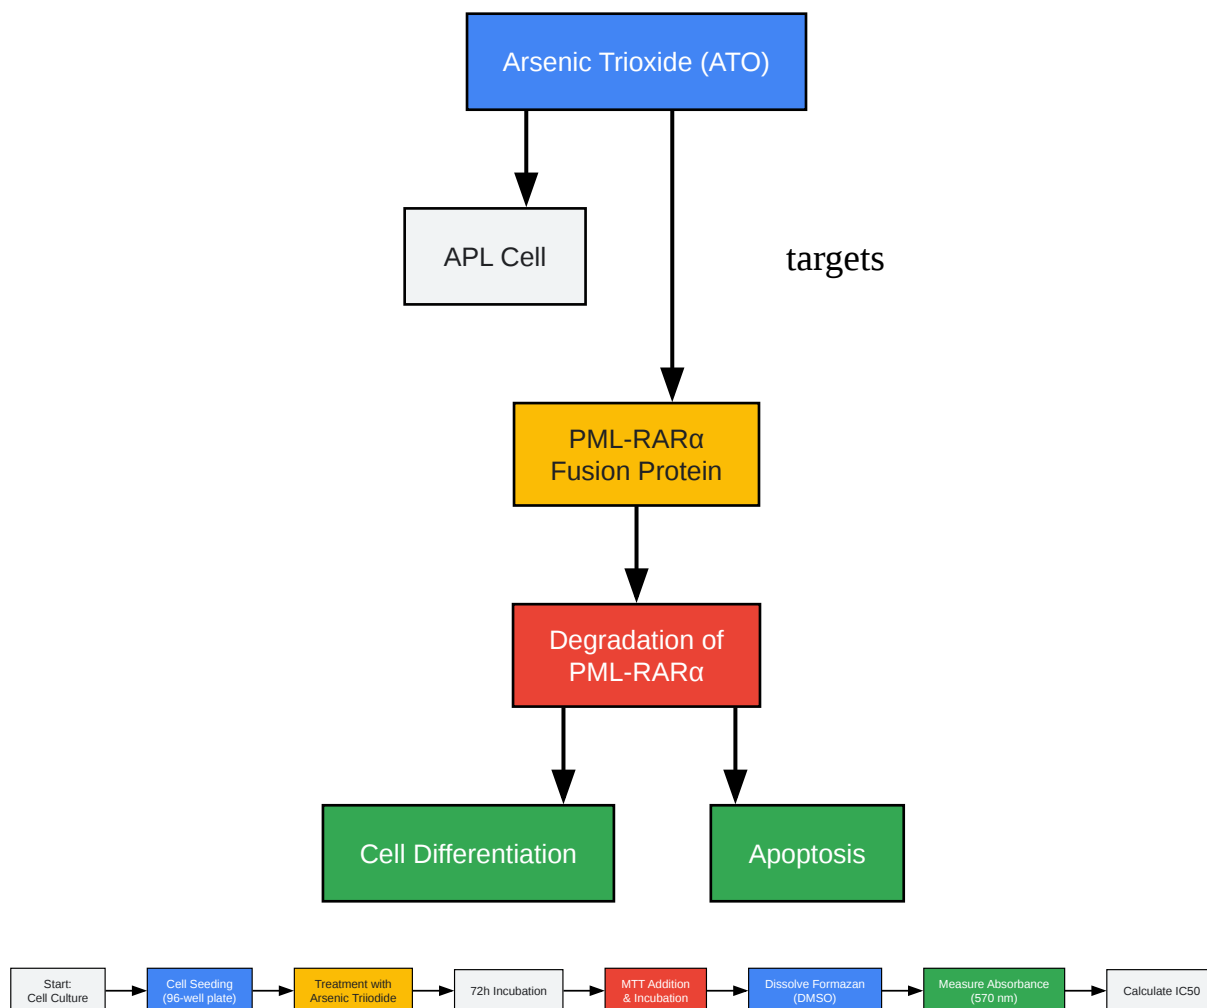 Arsenic Trioxide (ATO)
APL Cell
targets
PML-RARα
Fusion Protein
Degradation of
PML-RARα
Cell Differentiation
Apoptosis
Start:
Cell Culture
Cell Seeding
(96-well plate)
Treatment with
Arsenic Triiodide
72h Incubation
MTT Addition
& Incubation
Dissolve Formazan
(DMSO)
Measure Absorbance
(570 nm)
Calculate IC50